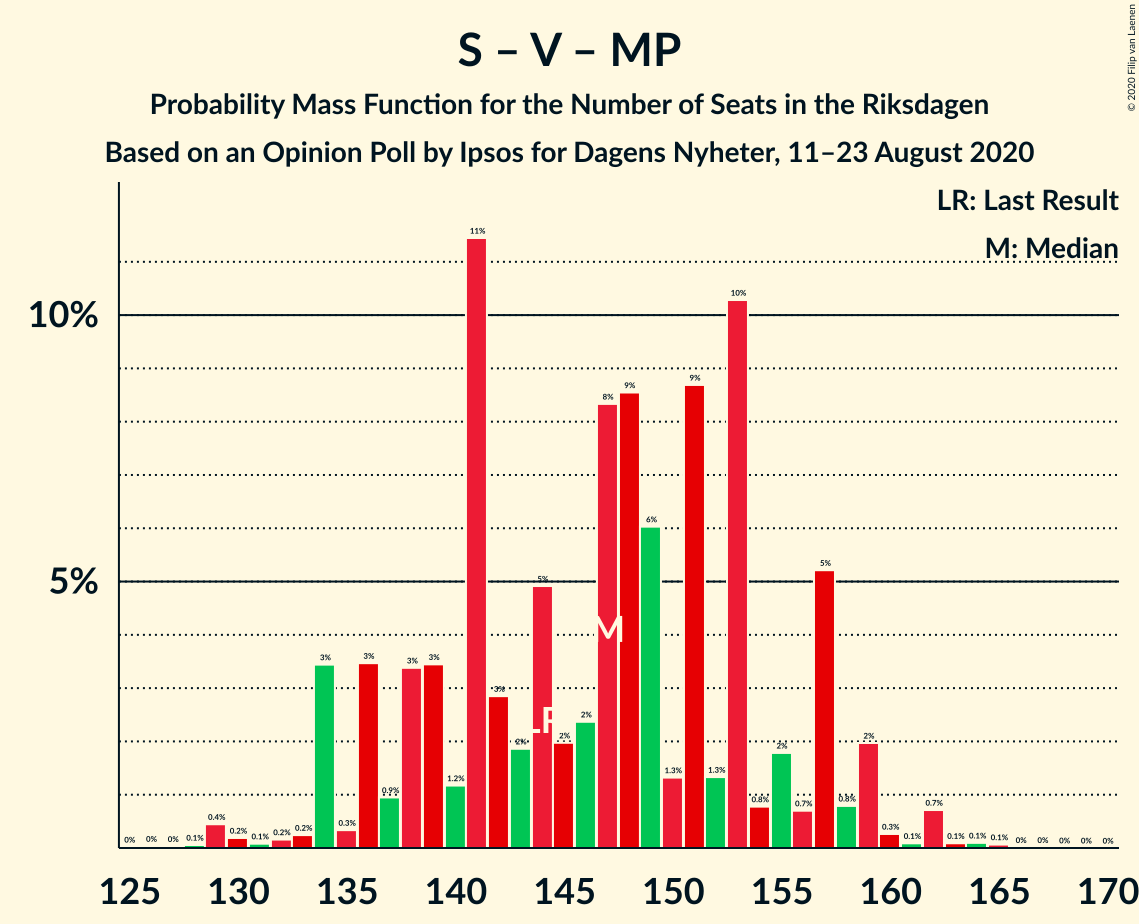 S – V – MP
Probability Mass Function for the Number of Seats in the Riksdagen
Based on an Opinion Poll by Ipsos for Dagens Nyheter, 11–23 August 2020
© 2020 Filip van Laenen
LR: Last Result
M: Median
10%
5%
0% 0% 0% 0.1% 0.4% 0.2% 0.1% 0.2% 0.2% 3% 0.3% 3% 0.9% 3% 3% 1.2% 11% 3% 2% 5% 2% 2% 8% 9% 6% 1.3% 9% 1.3% 10% 0.8% 2% 0.7% 5% 0.8% 2% 0.3% 0.1% 0.7% 0.1% 0.1% 0.1% 0% 0% 0% 0% 0%
M
LR
125 130 135 140 145 150 155 160 165 170